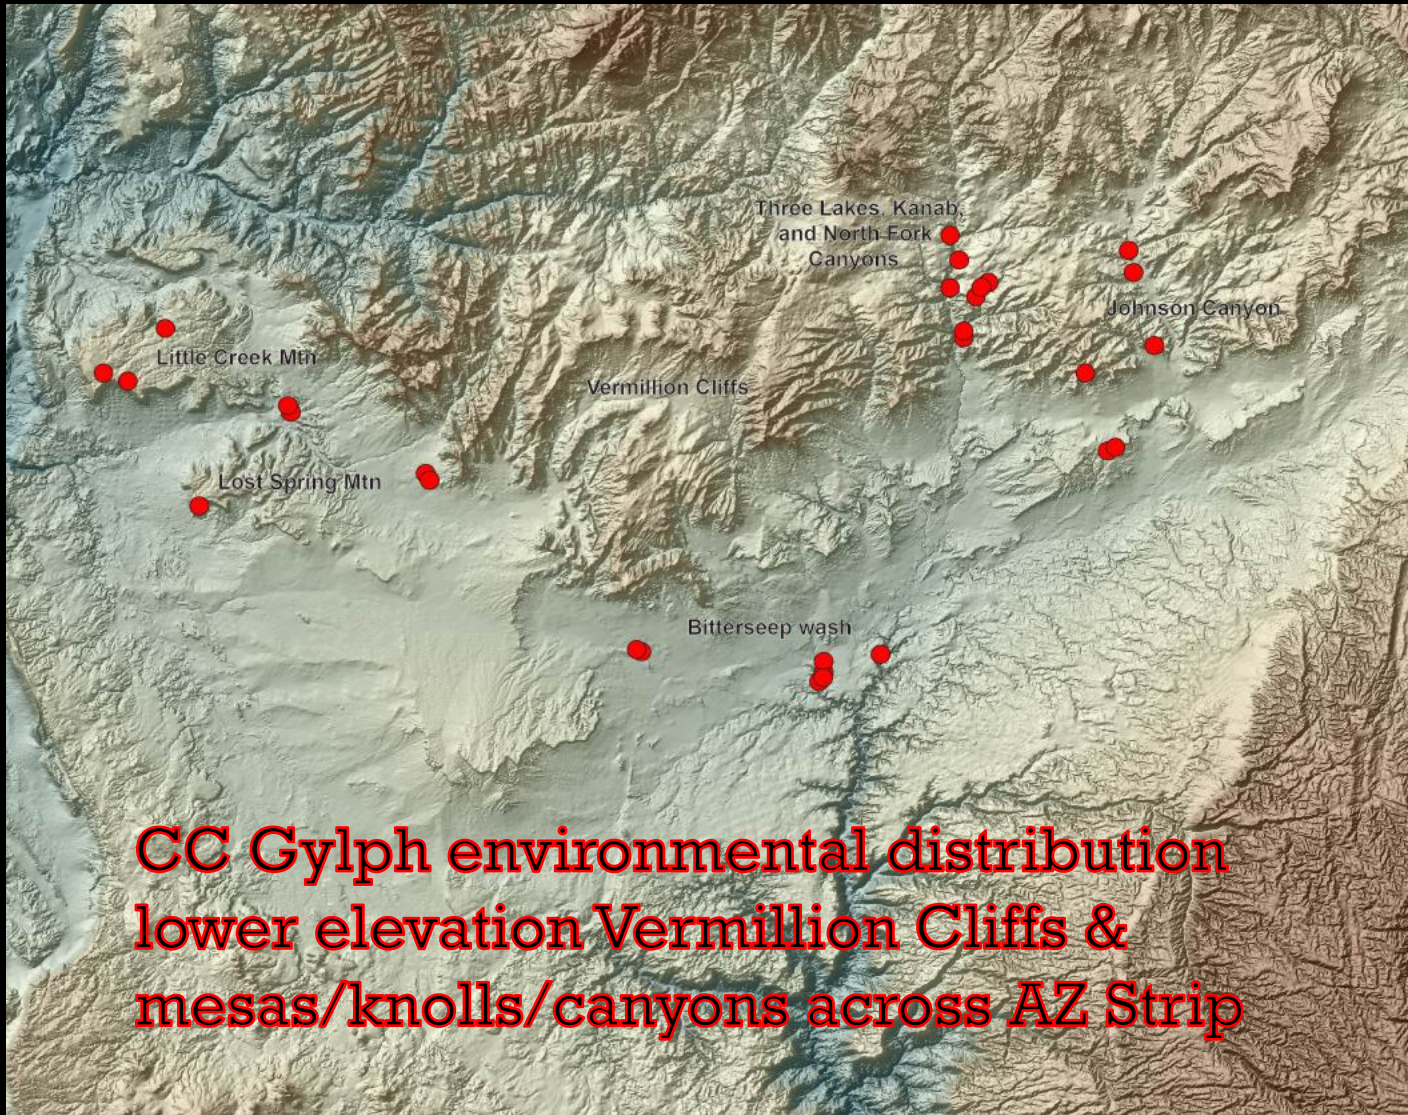 Three Lakes, Kanab,
and North Fork
Canyons
Johnson Canyon
Little Creek Mtn
Vermillion Cliffs
Lost Spring Mtn
Bitterseep wash
CC Gylph environmental distribution
lower elevation Vermillion Cliffs &
mesas/knolls/canyons across AZ Strip